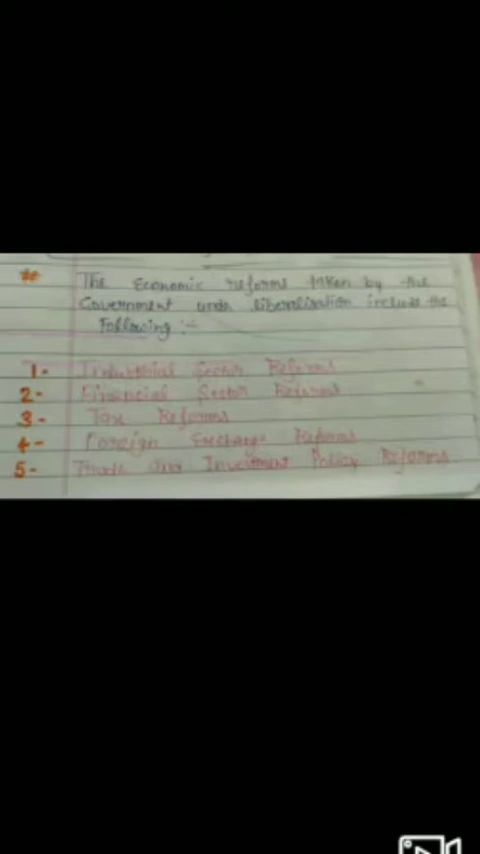 The Economic reforms taken by the
Government under liberalisation include the
Following :-
1- Industrial Sector Reforms
2- Financial Sector Reforms
3- Tax Reforms
4- Foreign Exchange Reforms
5- Trade and Investment Policy Reforms